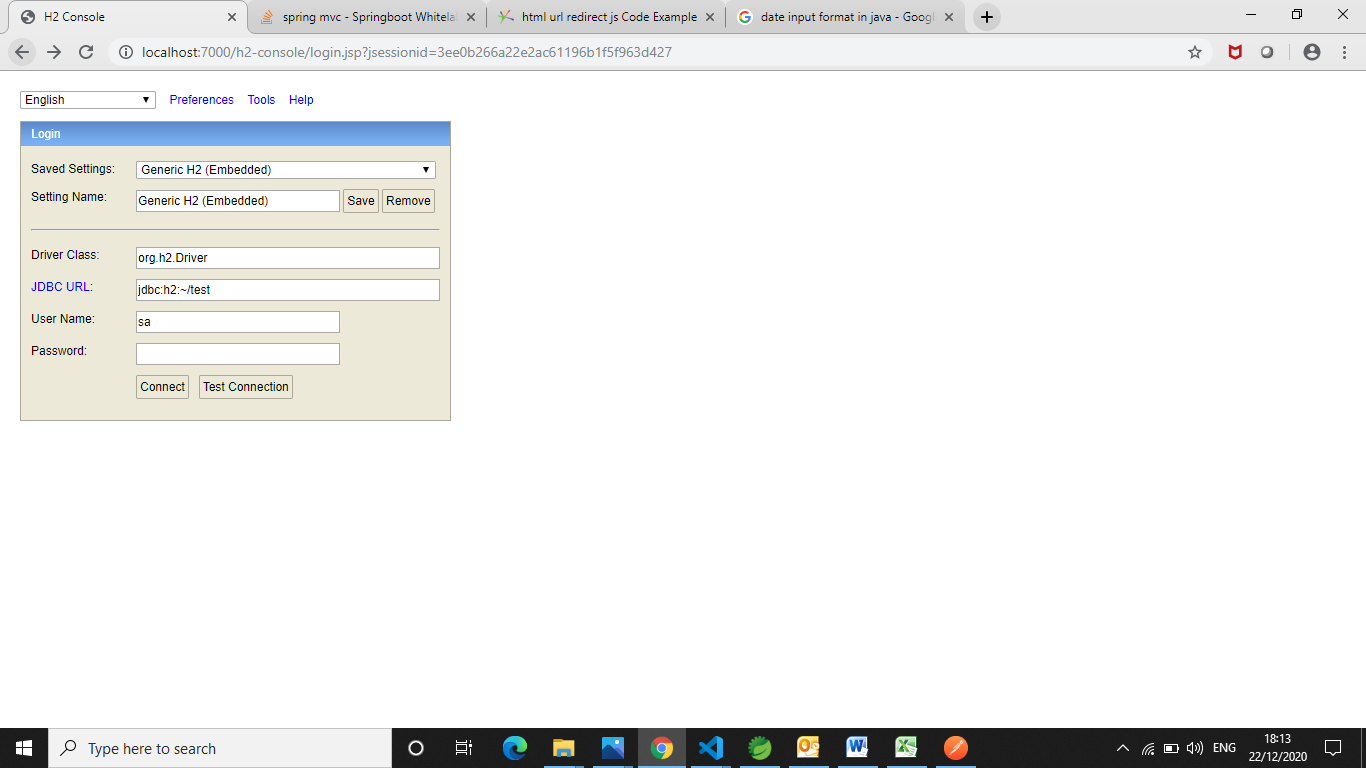 H2 Console
spring mvc - Springboot Whitela
html url redirect js Code Example
date input format in java - Googl
localhost:7000/h2-console/login.jsp?jsessionid=3ee0b266a22e2ac61196b1f5f963d427
English Preferences Tools Help
Login
Saved Settings: Generic H2 (Embedded)
Setting Name: Generic H2 (Embedded) Save Remove
Driver Class: org.h2.Driver
JDBC URL: jdbc:h2:~/test
User Name: sa
Password:
Connect Test Connection
Type here to search
ENG
18:13
22/12/2020